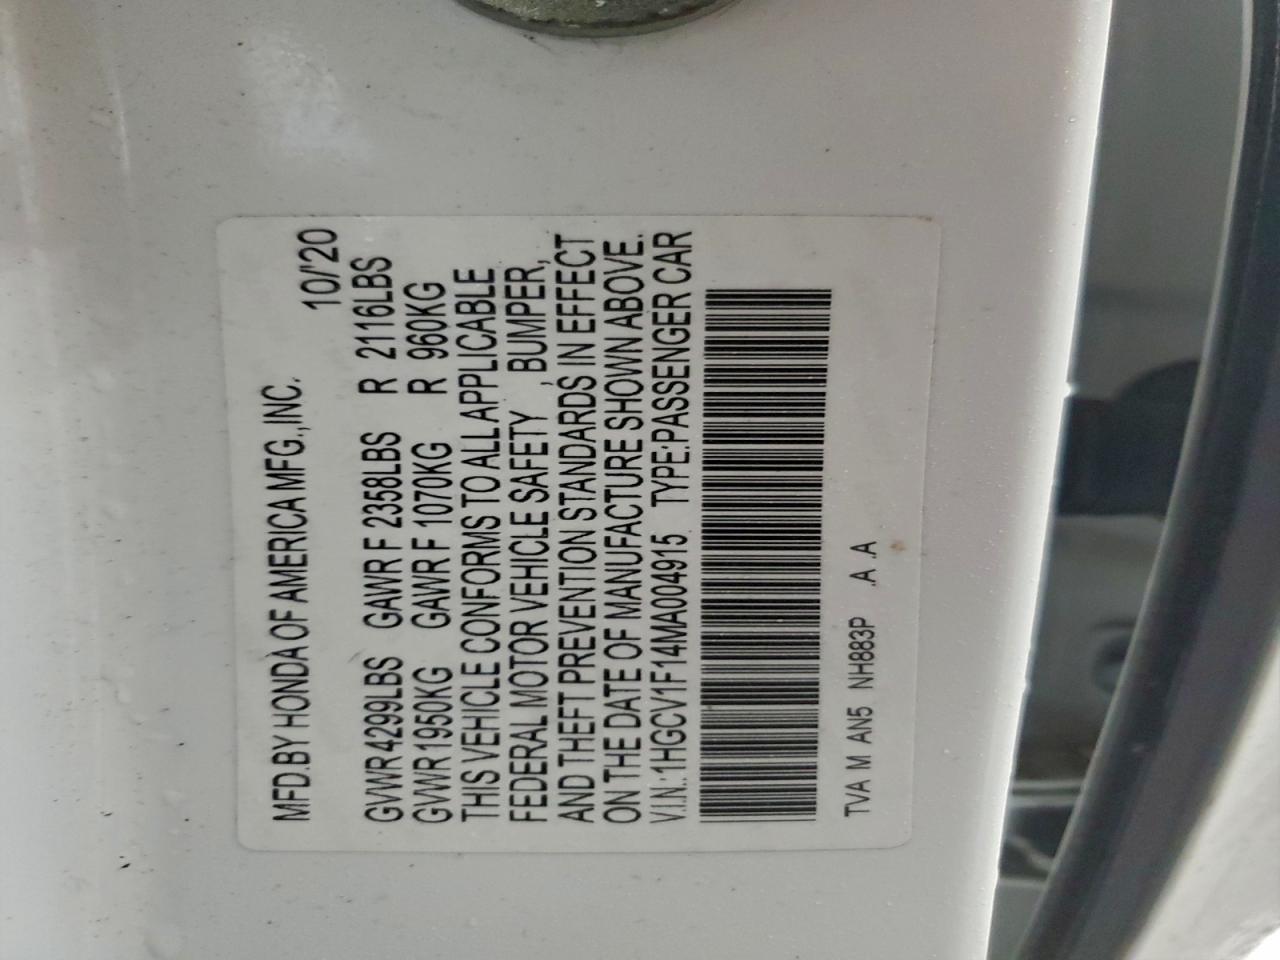 MFD.BY HONDA OF AMERICA MFG.,INC.
10/'20
GVWR 4299LBS GAWR F 2358LBS R 2116LBS
GVWR 1950KG GAWR F 1070KG R 960KG
THIS VEHICLE CONFORMS TO ALL APPLICABLE
FEDERAL MOTOR VEHICLE SAFETY , BUMPER,
AND THEFT PREVENTION STANDARDS IN EFFECT
ON THE DATE OF MANUFACTURE SHOWN ABOVE.
V.I.N.:1HGCV1F14MA004915 TYPE:PASSENGER CAR
TVA M AN5 NH883P .A .A